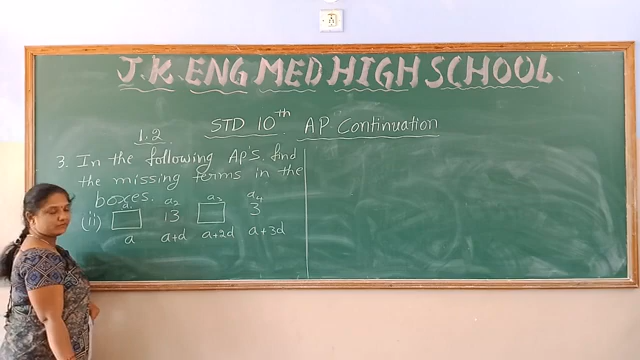 J.K. ENG MED HIGH SCHOOL
STD 10th A.P. Continuation
1.2
3. In the following AP's, find
the missing terms in the
boxes.
a₁ a₂ a₃ a₄
(ii) 13 3
a a+d a+2d a+3d